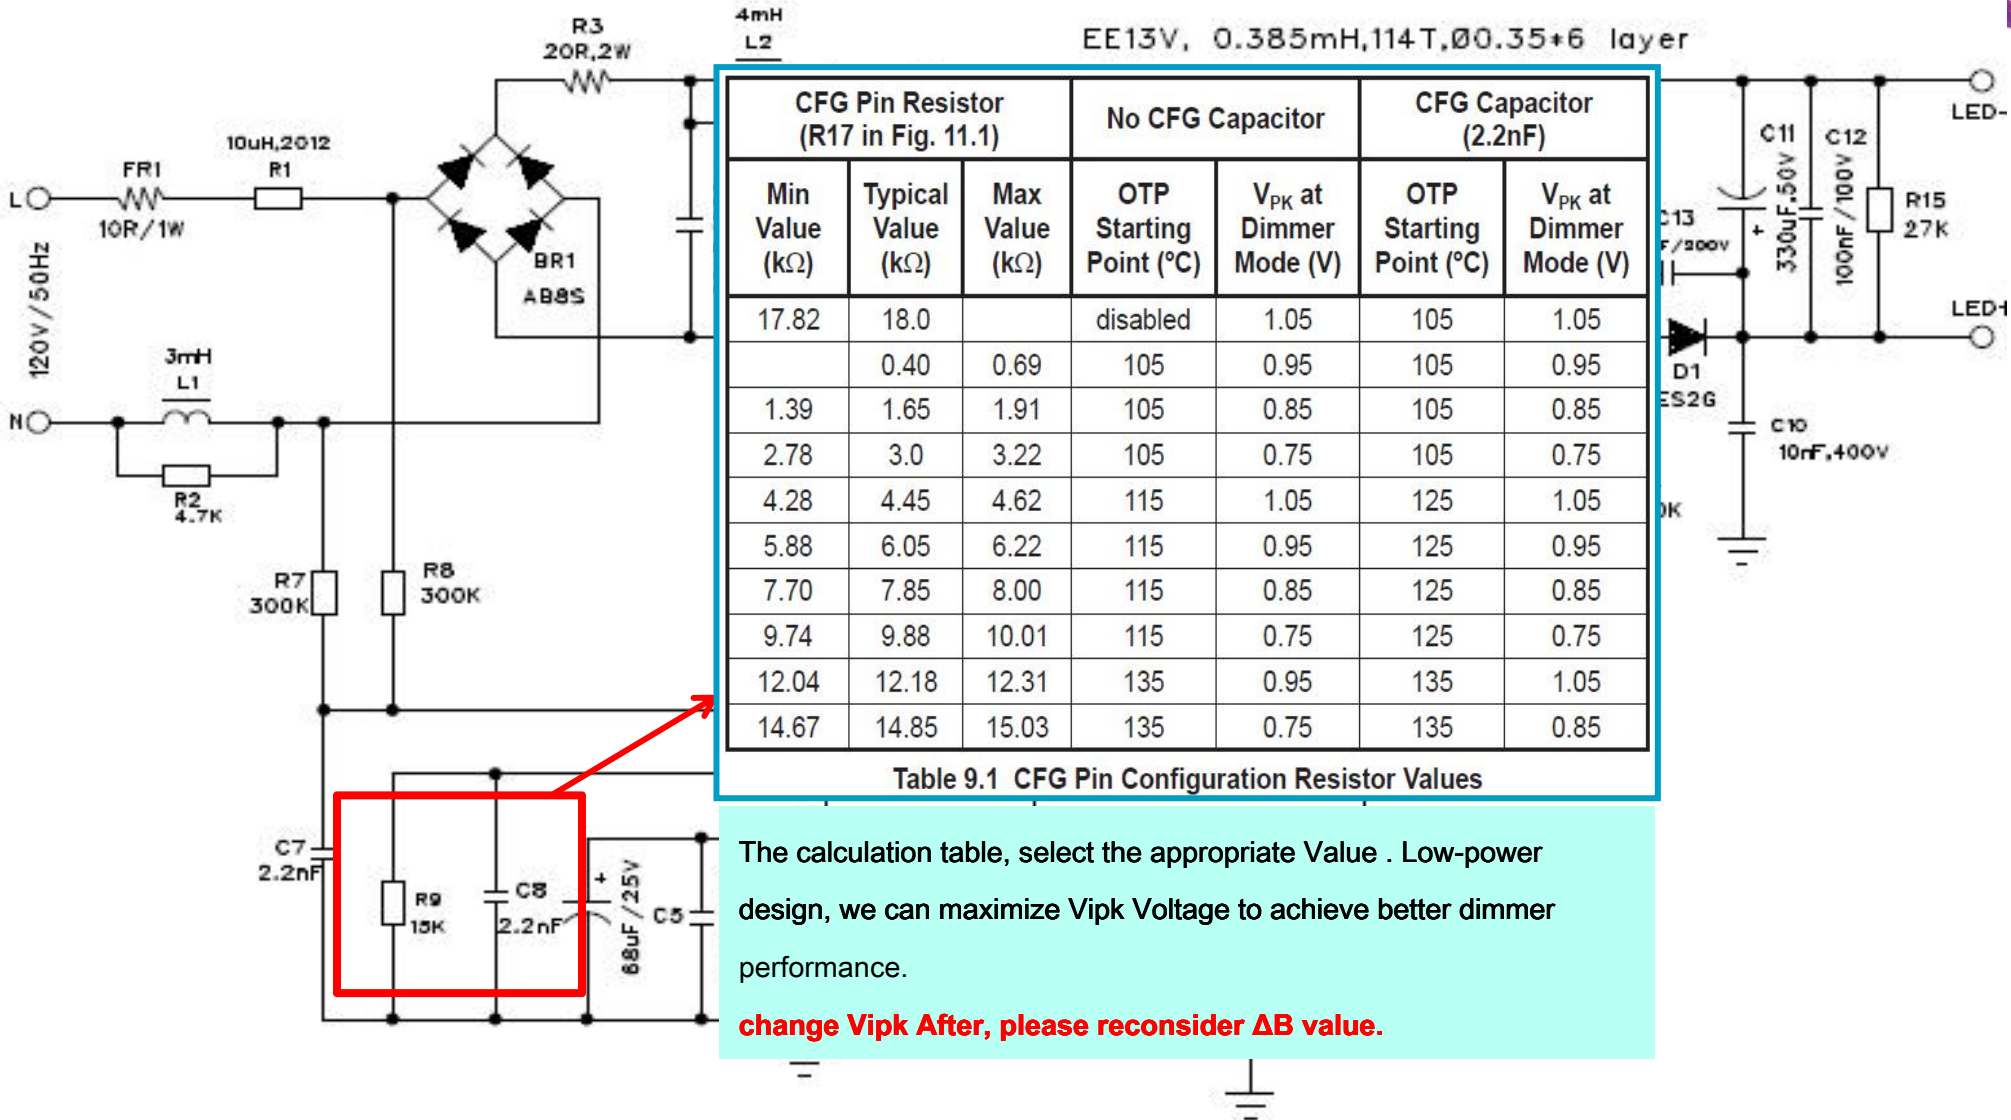 4mH
L2
R3
20R,2W
EE13V, 0.385mH,114T,Ø0.35*6 layer
LED-
10uH,2012
R1
FR1
10R/1W
L
120V/50Hz
N
BR1
AB8S
3mH
L1
R2
4.7K
R7
300K
R8
300K
CFG Pin Resistor (R17 in Fig. 11.1) No CFG Capacitor CFG Capacitor (2.2nF)
Min Value (kΩ) Typical Value (kΩ) Max Value (kΩ) OTP Starting Point (°C) VPK at Dimmer Mode (V) OTP Starting Point (°C) VPK at Dimmer Mode (V)
17.82 18.0 disabled 1.05 105 1.05
0.40 0.69 105 0.95 105 0.95
1.39 1.65 1.91 105 0.85 105 0.85
2.78 3.0 3.22 105 0.75 105 0.75
4.28 4.45 4.62 115 1.05 125 1.05
5.88 6.05 6.22 115 0.95 125 0.95
7.70 7.85 8.00 115 0.85 125 0.85
9.74 9.88 10.01 115 0.75 125 0.75
12.04 12.18 12.31 135 0.95 135 1.05
14.67 14.85 15.03 135 0.75 135 0.85
Table 9.1 CFG Pin Configuration Resistor Values
C11
330uF,50V
+
C12
100nF/100V
R15
27K
C13
/200V
LED+
D1
ES2G
C10
10nF,400V
C7
2.2nF
R9
15K
C8
2.2nF
+
68uF/25V
C5
The calculation table, select the appropriate Value . Low-power
design, we can maximize Vipk Voltage to achieve better dimmer
performance.
change Vipk After, please reconsider ΔB value.